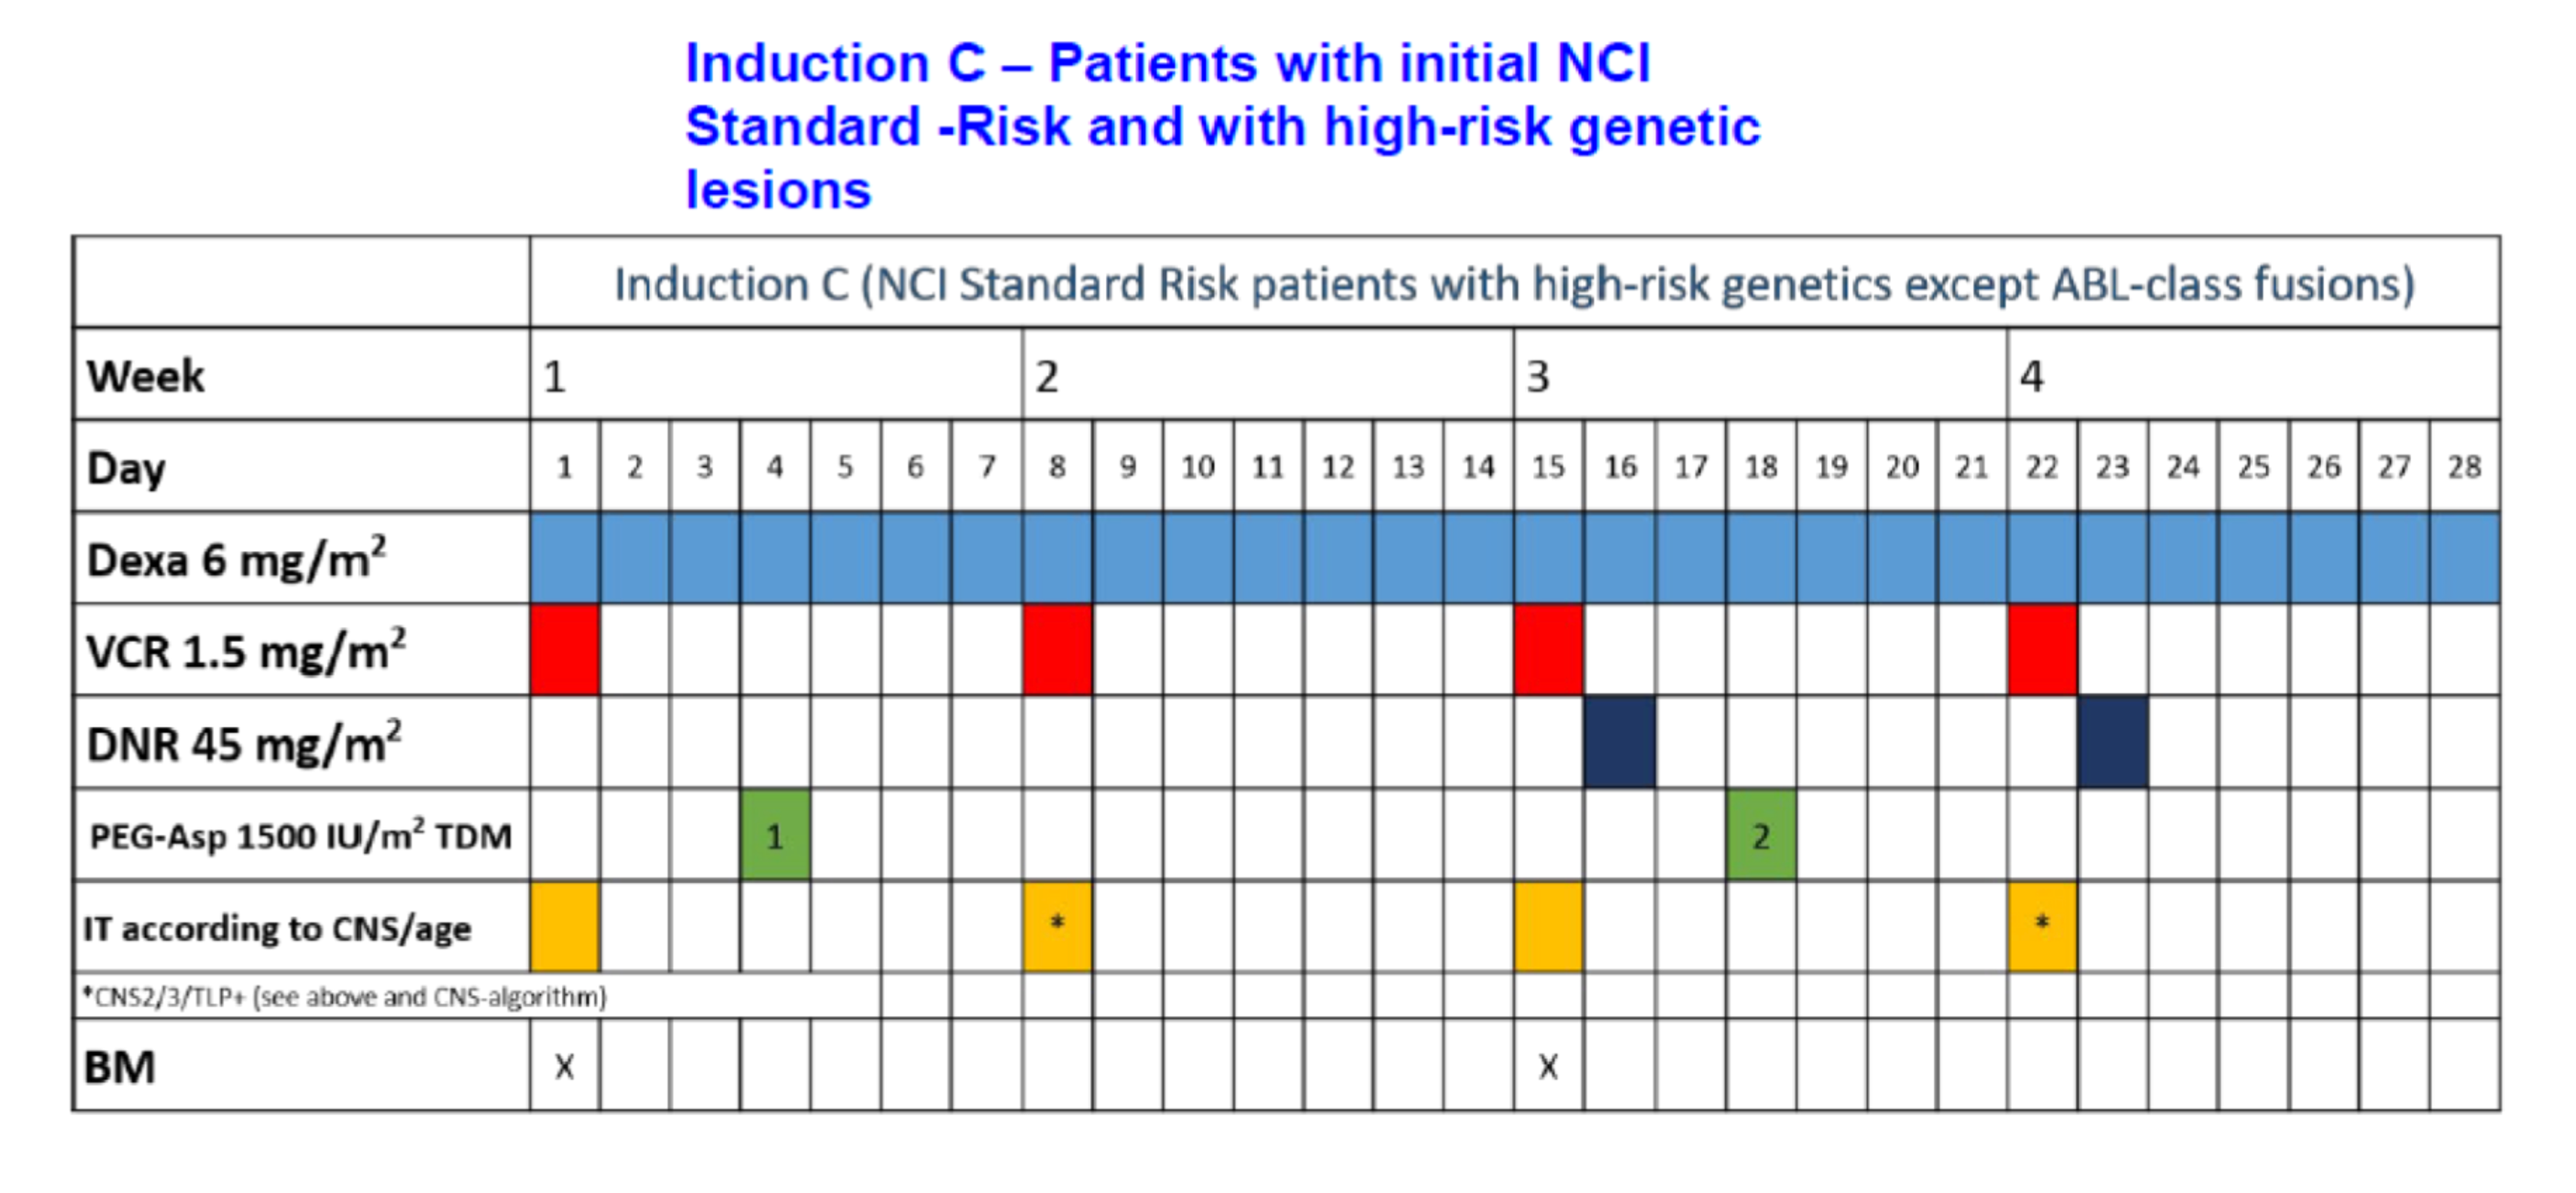 Induction C – Patients with initial NCI
Standard -Risk and with high-risk genetic
lesions
Induction C (NCI Standard Risk patients with high-risk genetics except ABL-class fusions)
Week 1 2 3 4
Day 1 2 3 4 5 6 7 8 9 10 11 12 13 14 15 16 17 18 19 20 21 22 23 24 25 26 27 28
Dexa 6 mg/m²
VCR 1.5 mg/m²
DNR 45 mg/m²
PEG-Asp 1500 IU/m² TDM 1 2
IT according to CNS/age * *
*CNS2/3/TLP+ (see above and CNS-algorithm)
BM X X